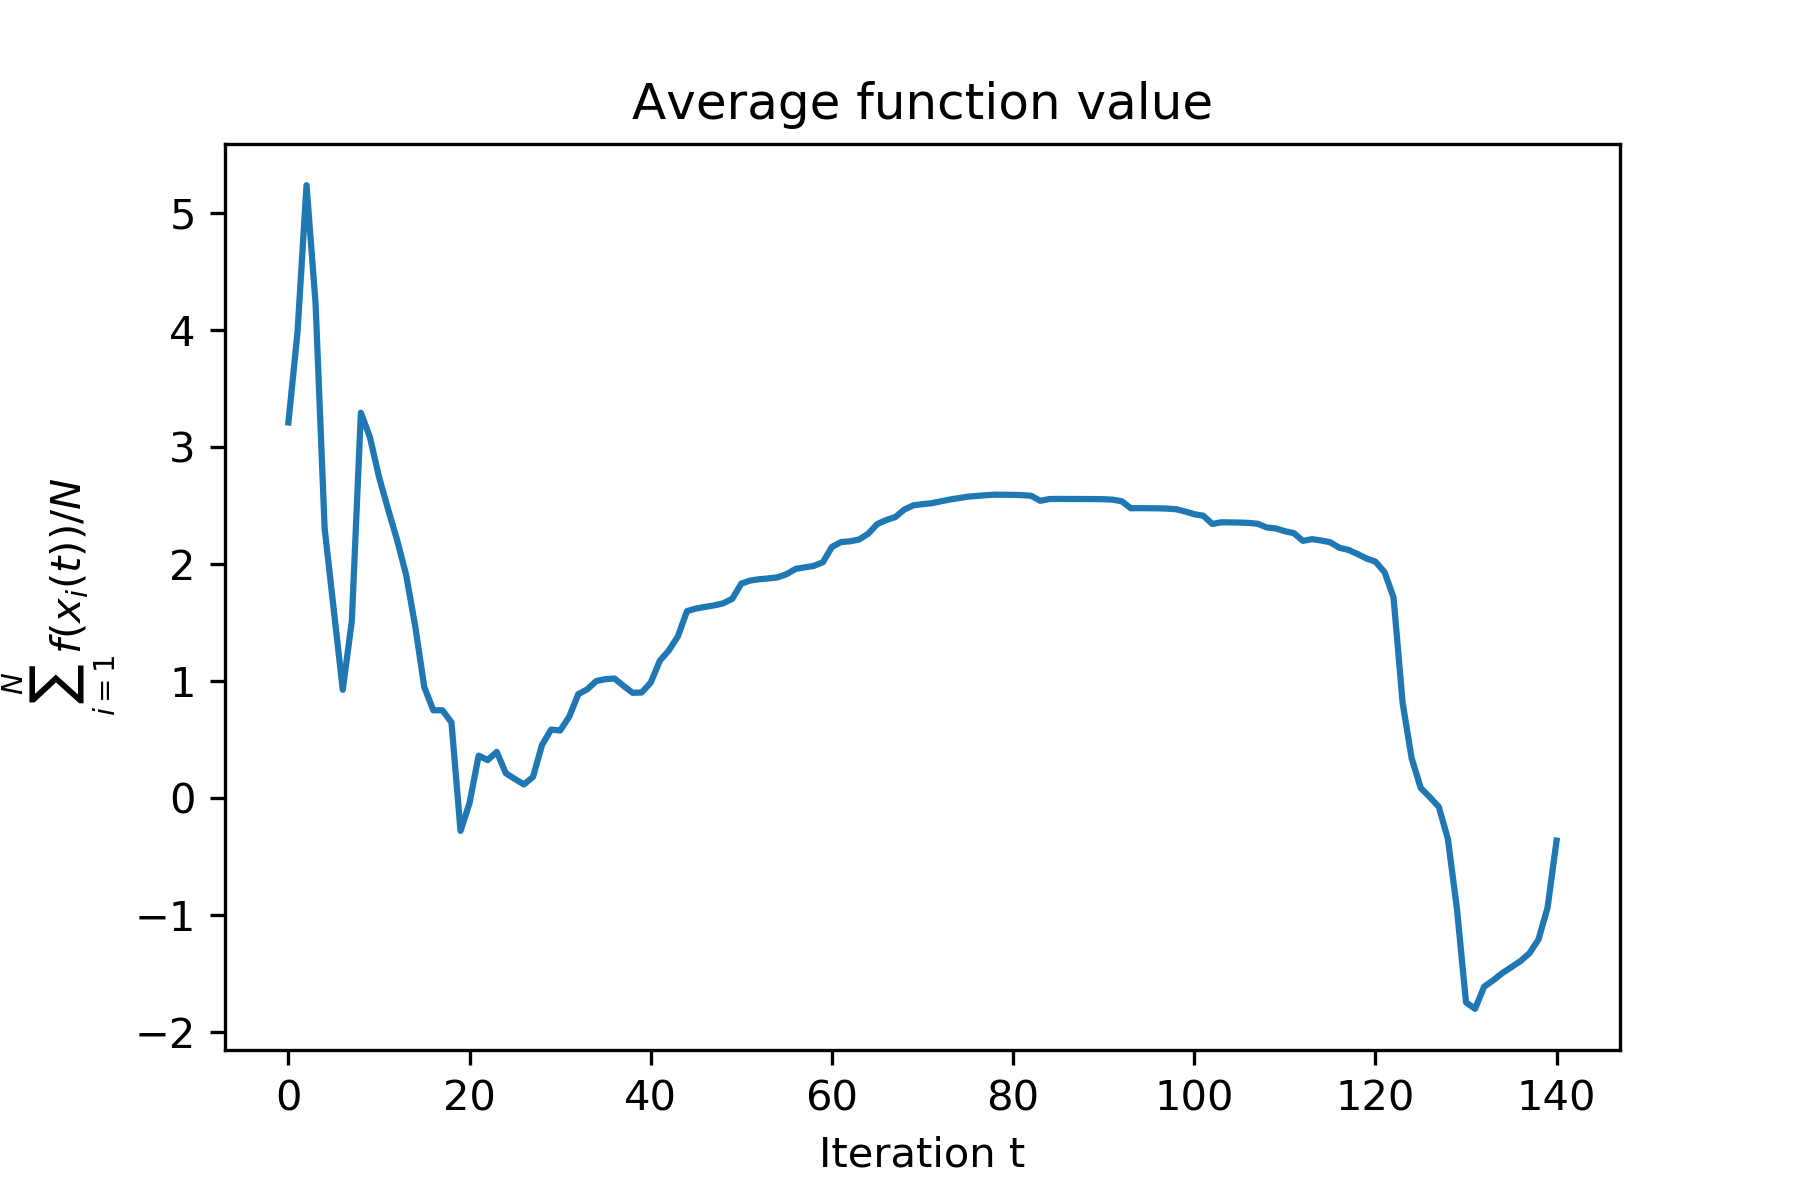 Average function value
5
4
3
2
1
0
−1
−2
N
∑ f(x_i(t))/N
i=1
0 20 40 60 80 100 120 140
Iteration t